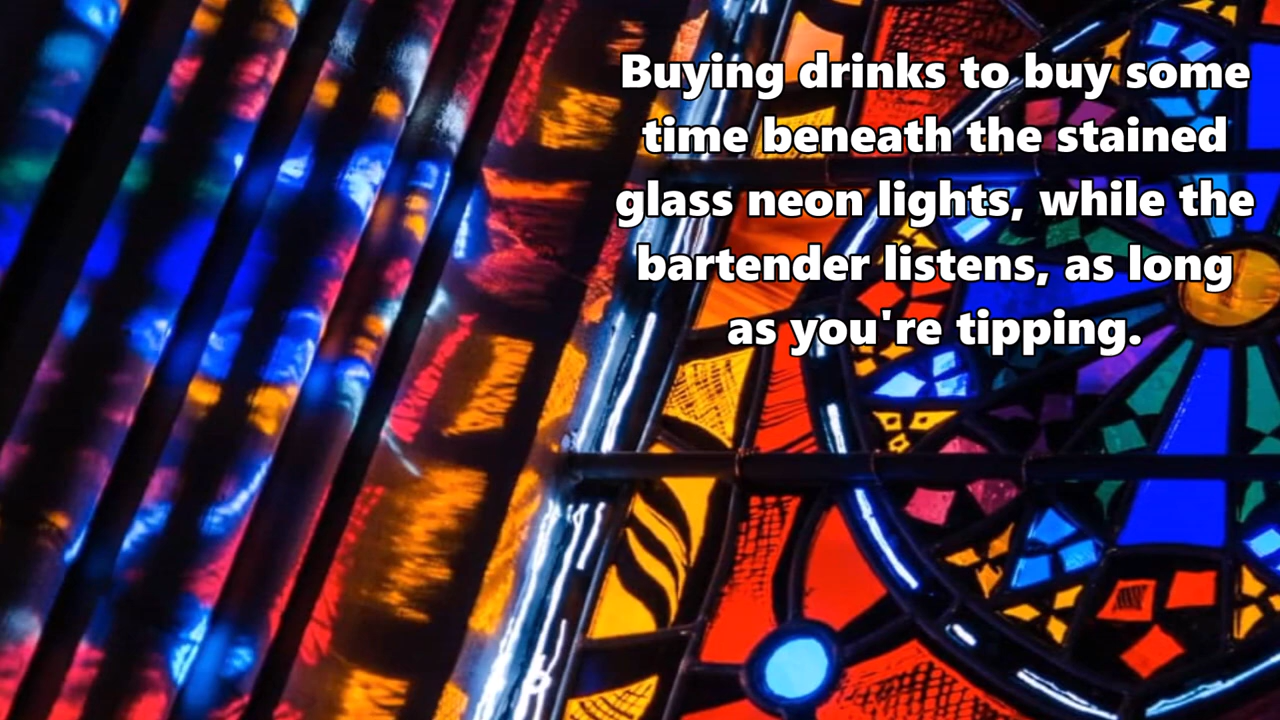 Buying drinks to buy some
time beneath the stained
glass neon lights, while the
bartender listens, as long
as you're tipping.